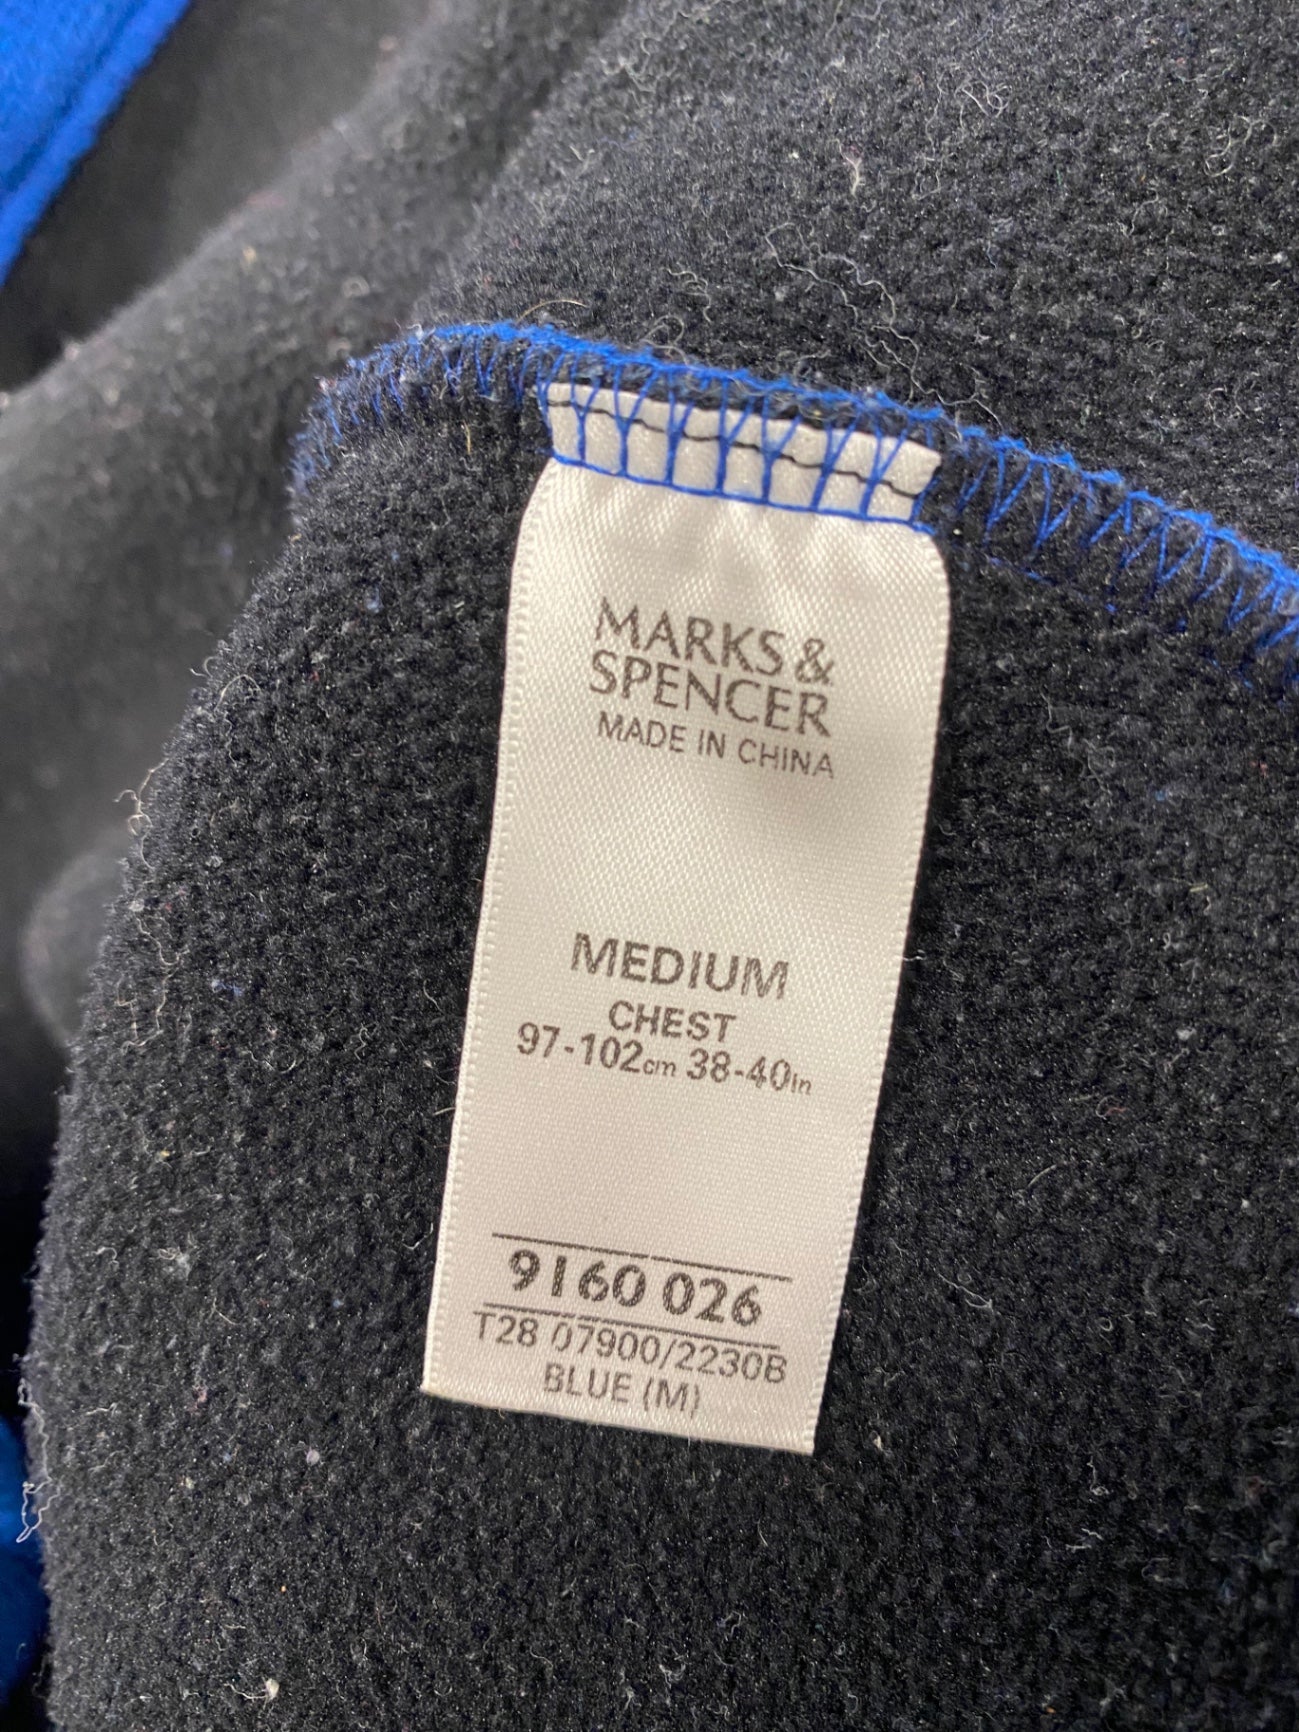 MARKS &
SPENCER
MADE IN CHINA
MEDIUM
CHEST
97-102cm 38-40in
9160 026
T28 07900/2230B
BLUE (M)